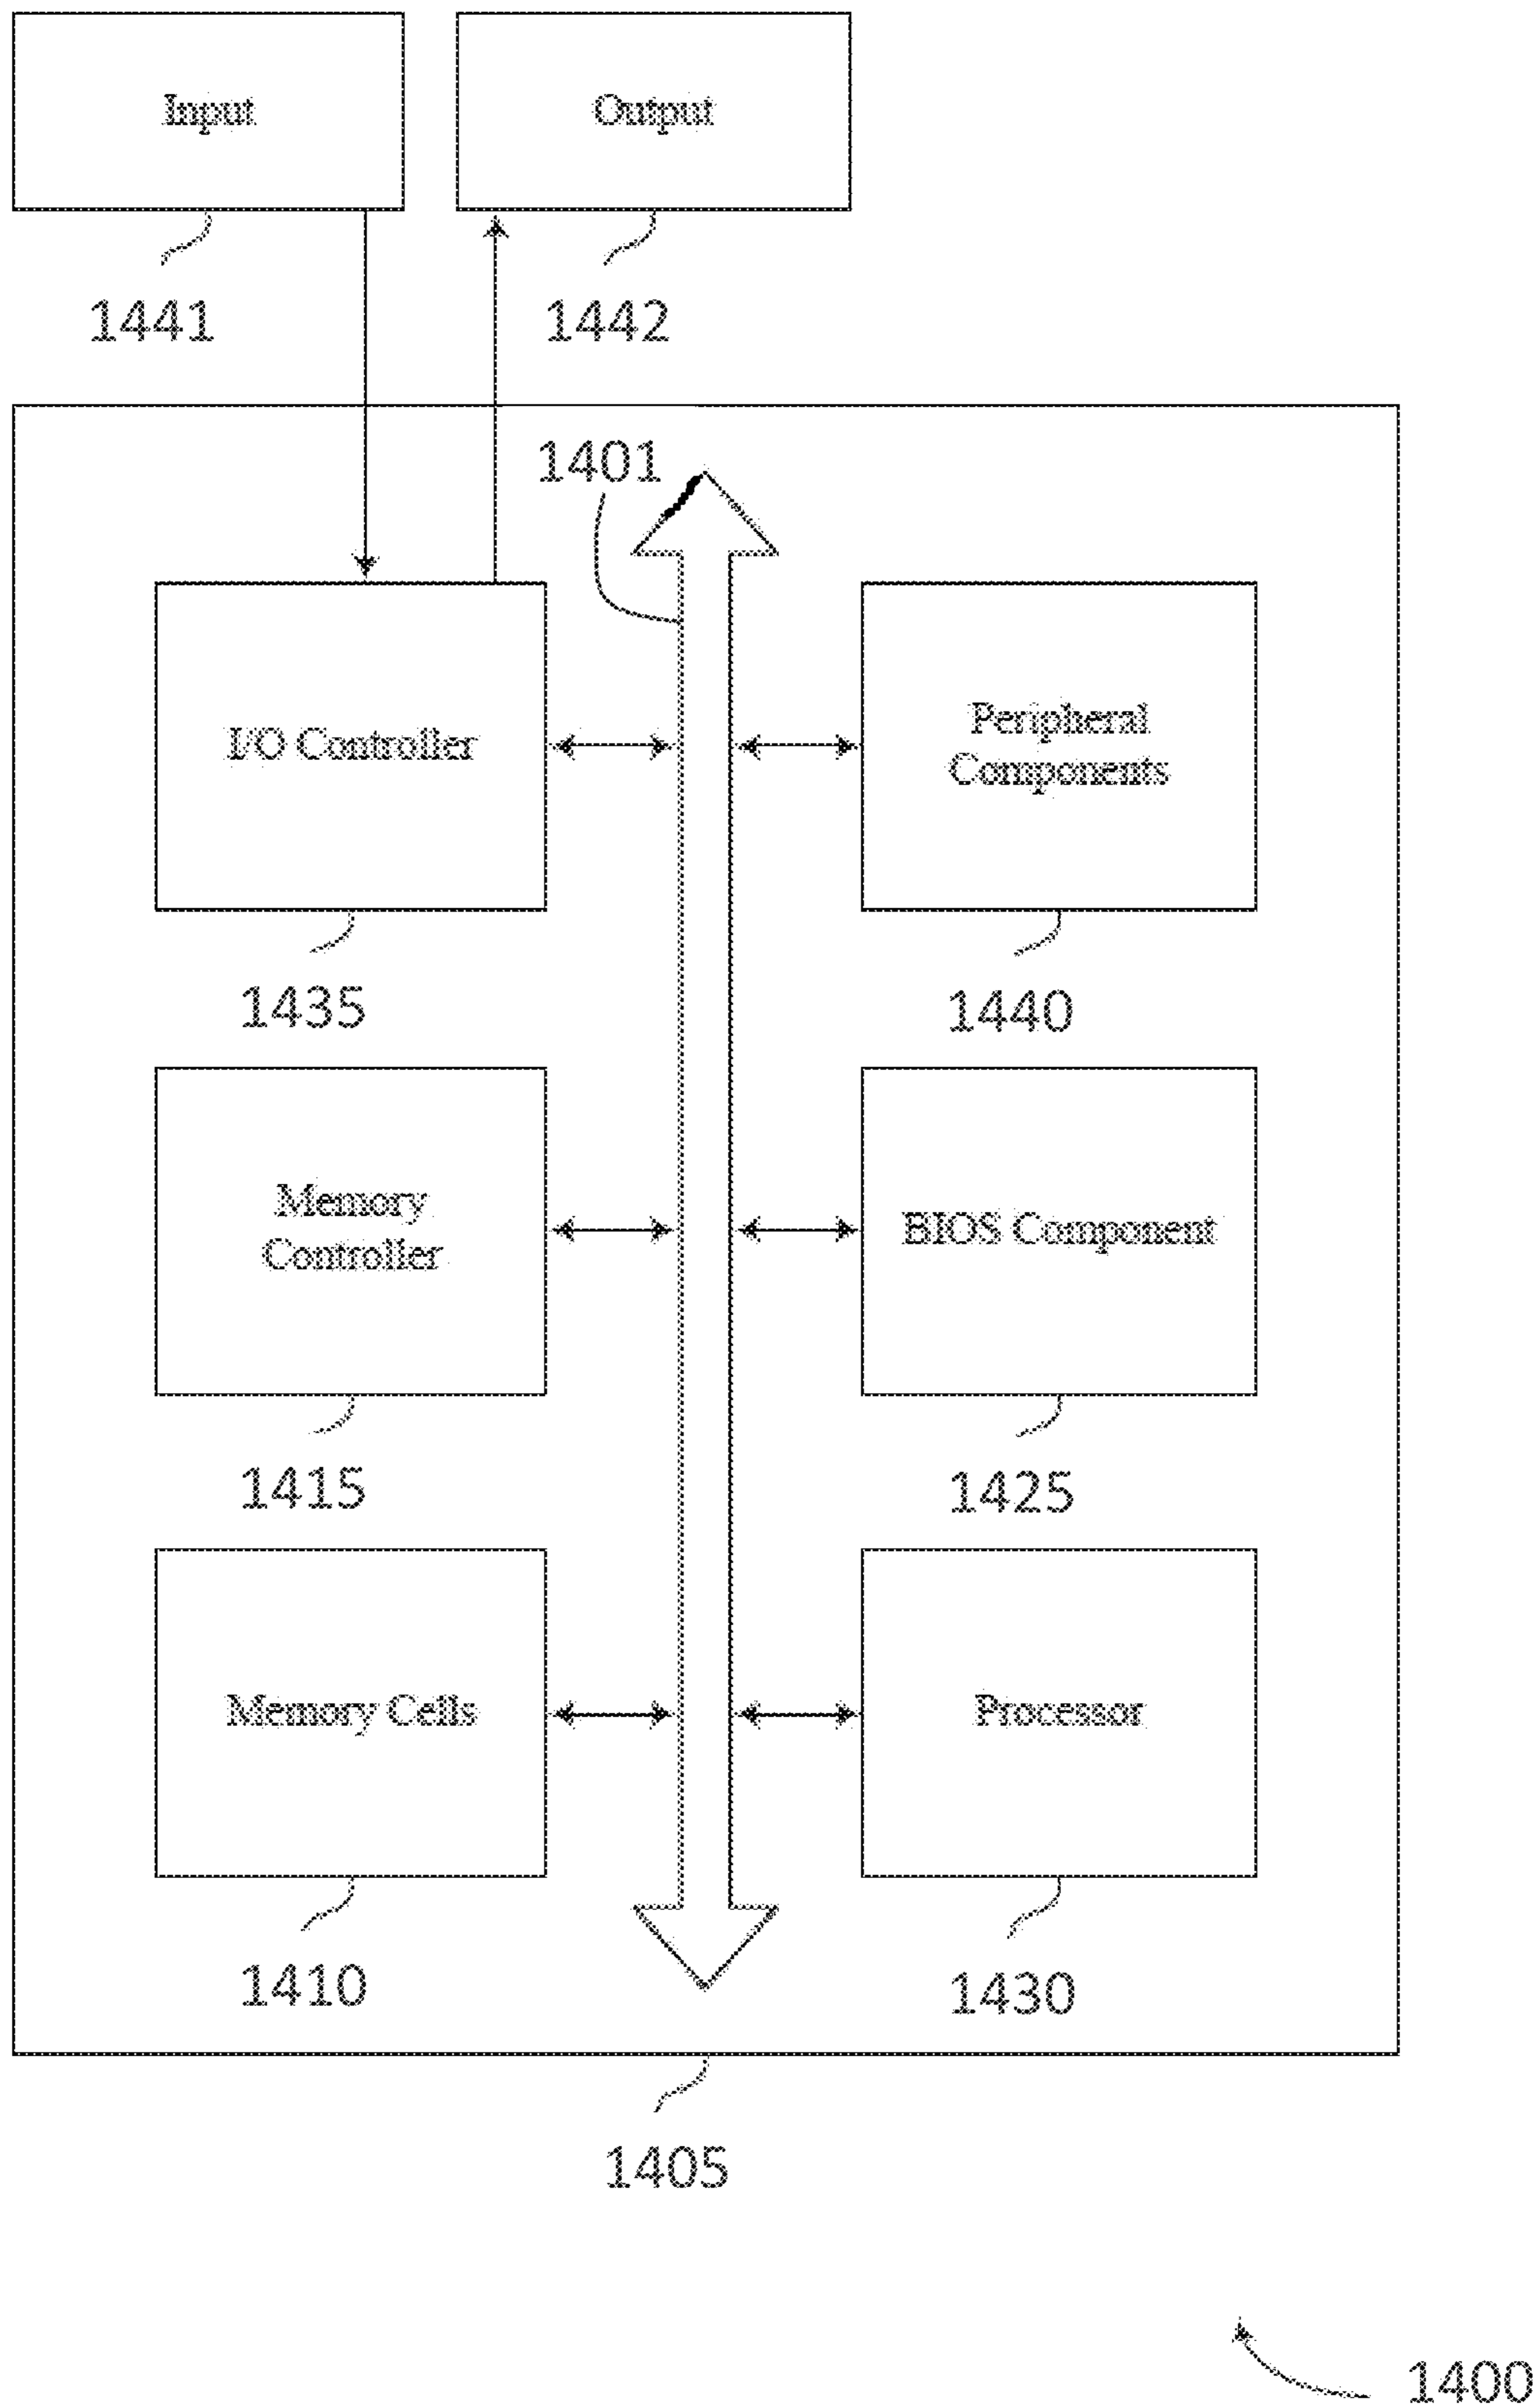 Input
Output
1441
1442
1401
I/O Controller
Peripheral
Components
1435
1440
Memory
Controller
BIOS Component
1415
1425
Memory Cells
Processor
1410
1430
1405
1400